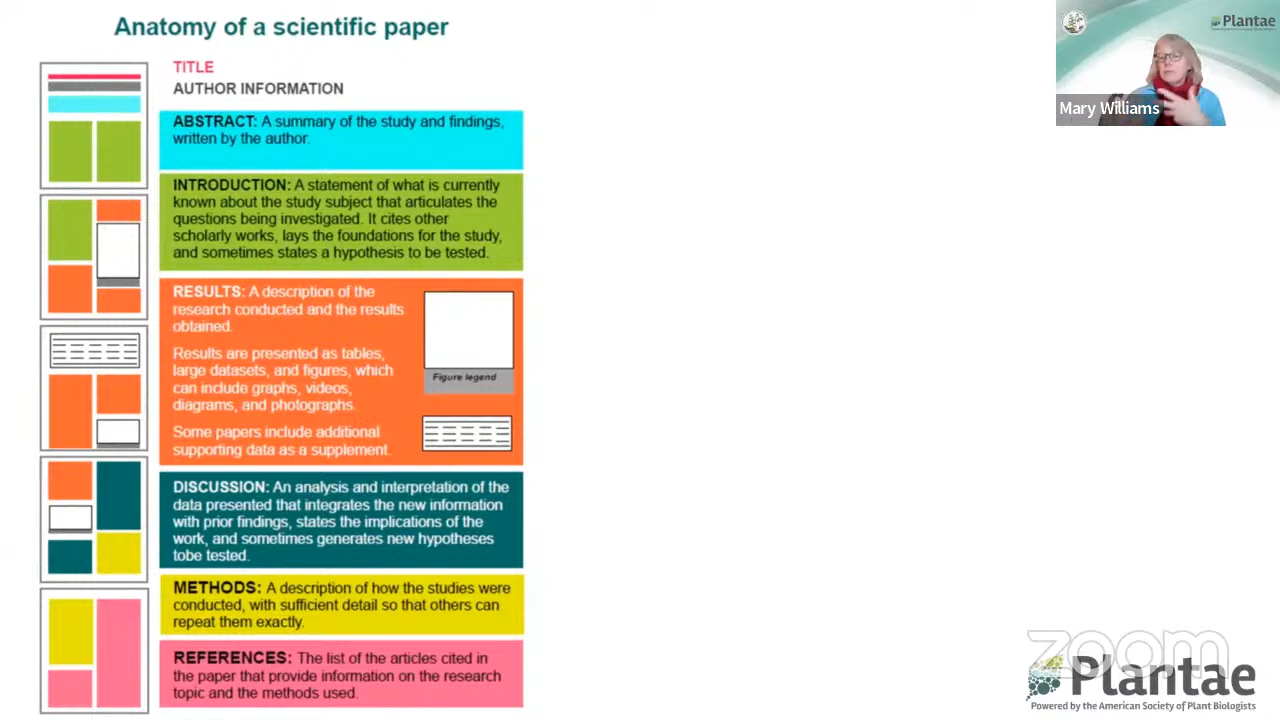 Anatomy of a scientific paper
TITLE
AUTHOR INFORMATION
ABSTRACT: A summary of the study and findings,
written by the author.
INTRODUCTION: A statement of what is currently
known about the study subject that articulates the
questions being investigated. It cites other
scholarly works, lays the foundations for the study,
and sometimes states a hypothesis to be tested.
RESULTS: A description of the
research conducted and the results
obtained.
Results are presented as tables,
large datasets, and figures, which
can include graphs, videos,
diagrams, and photographs.
Some papers include additional
supporting data as a supplement.
Figure legend
DISCUSSION: An analysis and interpretation of the
data presented that integrates the new information
with prior findings, states the implications of the
work, and sometimes generates new hypotheses
tobe tested.
METHODS: A description of how the studies were
conducted, with sufficient detail so that others can
repeat them exactly.
REFERENCES: The list of the articles cited in
the paper that provide information on the research
topic and the methods used.
Plantae
Mary Williams
zoom
Plantae
Powered by the American Society of Plant Biologists